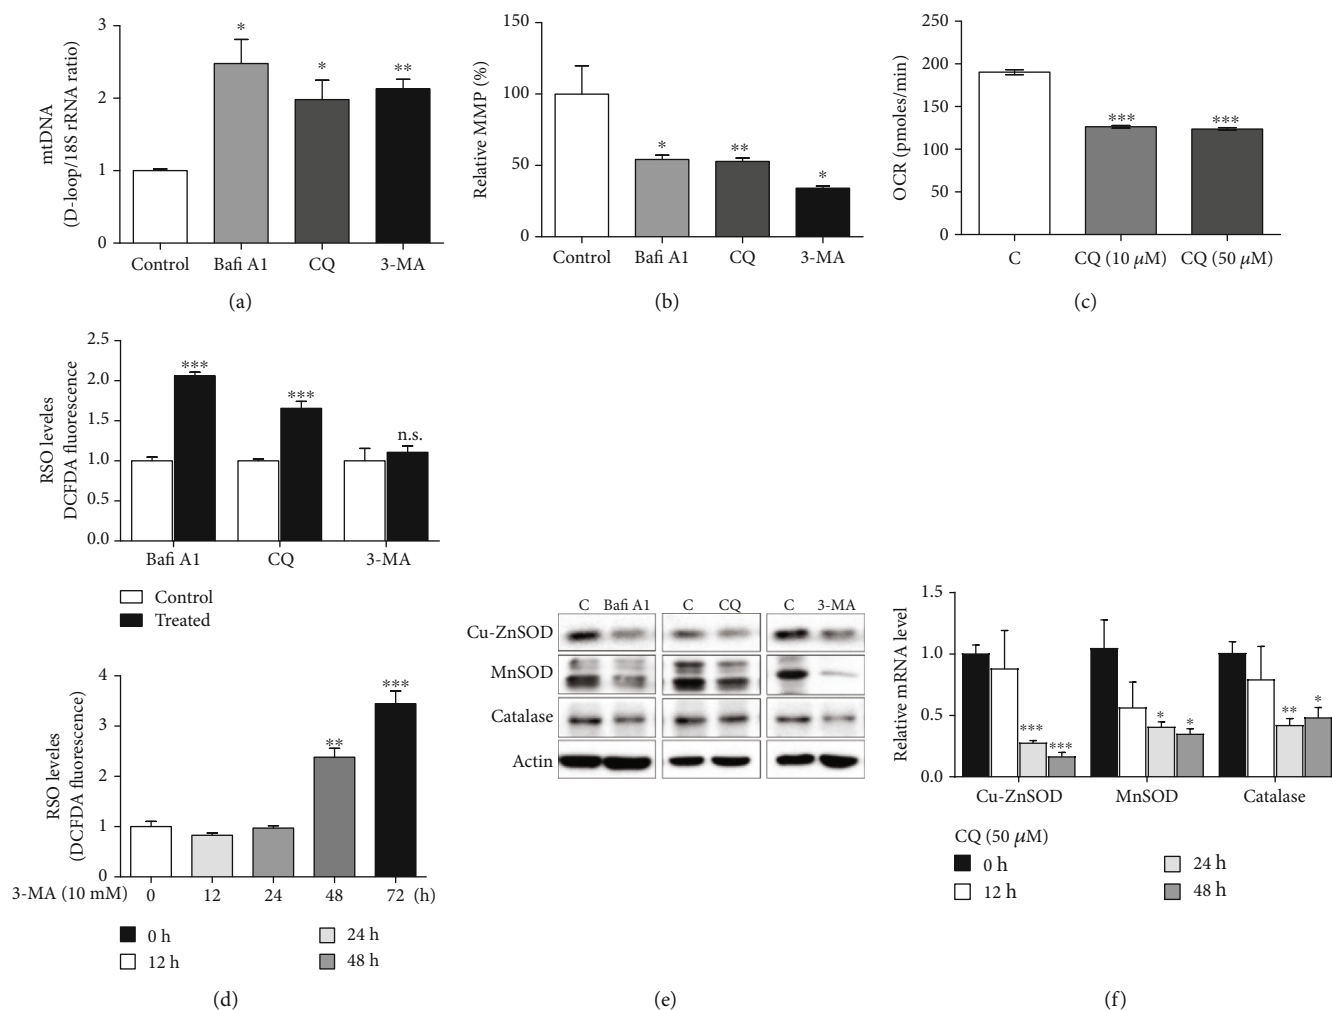 3
2
1
0
mtDNA
(D-loop/18S rRNA ratio)
*
*
**
Control Bafi A1 CQ 3-MA
(a)
150
100
50
0
Relative MMP (%)
*
**
*
Control Bafi A1 CQ 3-MA
(b)
250
200
150
100
50
0
OCR (pmoles/min)
***
***
C CQ (10 μM) CQ (50 μM)
(c)
2.5
2.0
1.5
1.0
0.5
0.0
RSO leveles
DCFDA fluorescence
***
***
n.s.
Bafi A1 CQ 3-MA
Control
Treated
4
3
2
1
0
RSO leveles
(DCFDA fluorescence)
**
***
3-MA (10 mM) 0 12 24 48 72 (h)
0 h
12 h
24 h
48 h
(d)
C Bafi A1 C CQ C 3-MA
Cu-ZnSOD
MnSOD
Catalase
Actin
(e)
1.5
1.0
0.5
0.0
Relative mRNA level
***
***
*
*
**
*
Cu-ZnSOD MnSOD Catalase
CQ (50 μM)
0 h
12 h
24 h
48 h
(f)